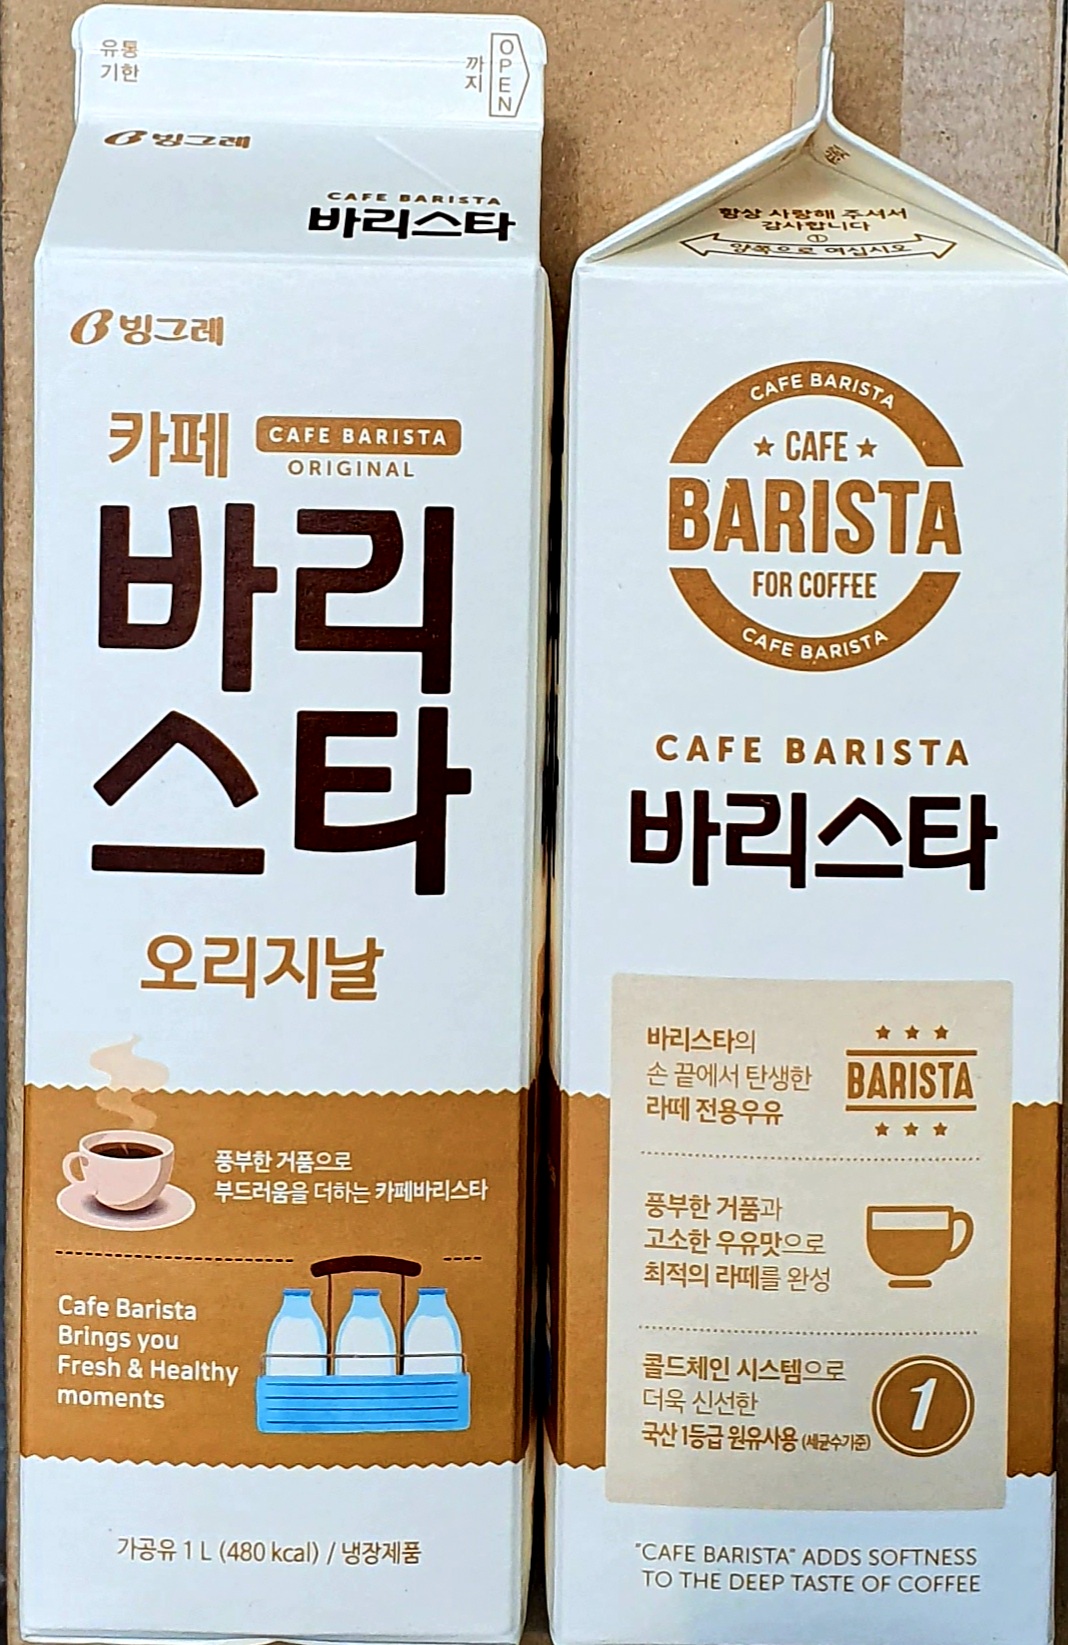 유통
기한
까
지
OPEN
빙그레
CAFE BARISTA
바리스타
빙그레
카페
CAFE BARISTA
ORIGINAL
바리
스타
오리지날
풍부한 거품으로
부드러움을 더하는 카페바리스타
Cafe Barista
Brings you
Fresh & Healthy
moments
가공유 1 L (480 kcal) / 냉장제품
항상 사랑해 주셔서
감사합니다
①
양쪽으로 여십시오
CAFE BARISTA
★ CAFE ★
BARISTA
FOR COFFEE
CAFE BARISTA
CAFE BARISTA
바리스타
바리스타의
손 끝에서 탄생한
라떼 전용우유
★ ★ ★
BARISTA
★ ★ ★
풍부한 거품과
고소한 우유맛으로
최적의 라떼를 완성
콜드체인 시스템으로
더욱 신선한
국산 1등급 원유사용 (세균수기준)
1
"CAFE BARISTA" ADDS SOFTNESS
TO THE DEEP TASTE OF COFFEE